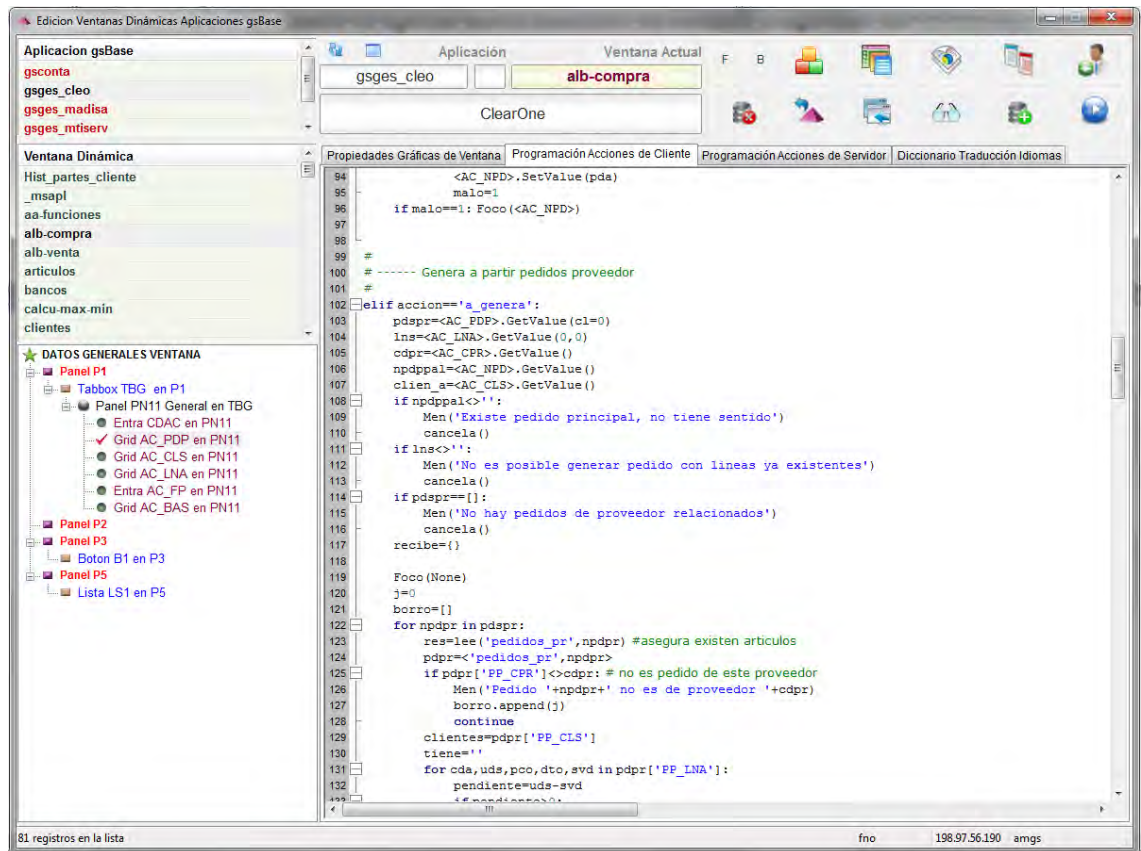 Edicion Ventanas Dinámicas Aplicaciones gsBase
Aplicacion gsBase
gsconta
gsges_cleo
gsges_madisa
gsges_mtiserv
Aplicación
Ventana Actual
gsges_cleo
alb-compra
ClearOne
F
B
Ventana Dinámica
Hist_partes_cliente
_msapl
aa-funciones
alb-compra
alb-venta
articulos
bancos
calcu-max-min
clientes
DATOS GENERALES VENTANA
Panel P1
Tabbox TBG en P1
Panel PN11 General en TBG
Entra CDAC en PN11
Grid AC_PDP en PN11
Grid AC_CLS en PN11
Grid AC_LNA en PN11
Entra AC_FP en PN11
Grid AC_BAS en PN11
Panel P2
Panel P3
Boton B1 en P3
Panel P5
Lista LS1 en P5
Propiedades Gráficas de Ventana
Programación Acciones de Cliente
Programación Acciones de Servidor
Diccionario Traducción Idiomas
94 <AC_NPD>.SetValue(pda)
95 malo=1
96 if malo==1: Foco(<AC_NPD>)
97
98
99 #
100 # ------ Genera a partir pedidos proveedor
101 #
102 elif accion=='a_genera':
103 pdspr=<AC_PDP>.GetValue(cl=0)
104 lns=<AC_LNA>.GetValue(0,0)
105 cdpr=<AC_CPR>.GetValue()
106 npdppal=<AC_NPD>.GetValue()
107 clien_a=<AC_CLS>.GetValue()
108 if npdppal<>'':
109 Men('Existe pedido principal, no tiene sentido')
110 cancela()
111 if lns<>'':
112 Men('No es posible generar pedido con lineas ya existentes')
113 cancela()
114 if pdspr==[]:
115 Men('No hay pedidos de proveedor relacionados')
116 cancela()
117 recibe={}
118
119 Foco(None)
120 j=0
121 borro=[]
122 for npdpr in pdspr:
123 res=lee('pedidos_pr',npdpr) #asegura existen articulos
124 pdpr=<'pedidos_pr',npdpr>
125 if pdpr['PP_CPR']<>cdpr: # no es pedido de este proveedor
126 Men('Pedido '+npdpr+' no es de proveedor '+cdpr)
127 borro.append(j)
128 continue
129 clientes=pdpr['PP_CLS']
130 tiene=''
131 for cda,uds,pco,dto,svd in pdpr['PP_LNA']:
132 pendiente=uds-svd
133 if pendiente>0:
81 registros en la lista
fno
198.97.56.190
amgs